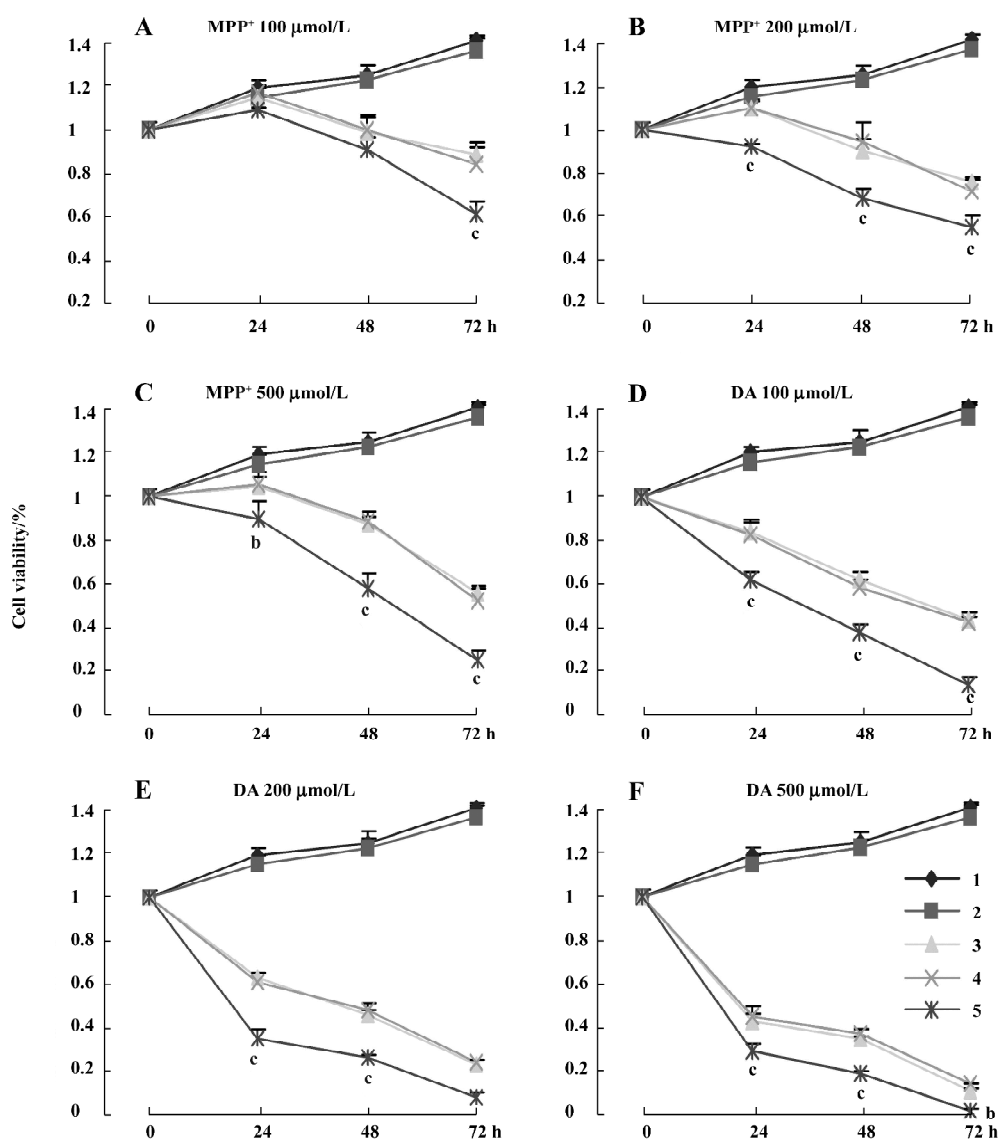 A MPP⁺ 100 μmol/L
1.4
1.2
1
0.8
0.6
0.4
0.2
c
0 24 48 72 h
B MPP⁺ 200 μmol/L
1.4
1.2
1
0.8
0.6
0.4
0.2
c
c
c
0 24 48 72 h
Cell viability/%
C MPP⁺ 500 μmol/L
1.4
1.2
1
0.8
0.6
0.4
0.2
0
b
c
c
0 24 48 72 h
D DA 100 μmol/L
1.4
1.2
1
0.8
0.6
0.4
0.2
0
c
c
c
0 24 48 72 h
E DA 200 μmol/L
1.4
1.2
1
0.8
0.6
0.4
0.2
0
c
c
0 24 48 72 h
F DA 500 μmol/L
1.4
1.2
1
0.8
0.6
0.4
0.2
0
1
2
3
4
5
c
c
b
0 24 48 72 h